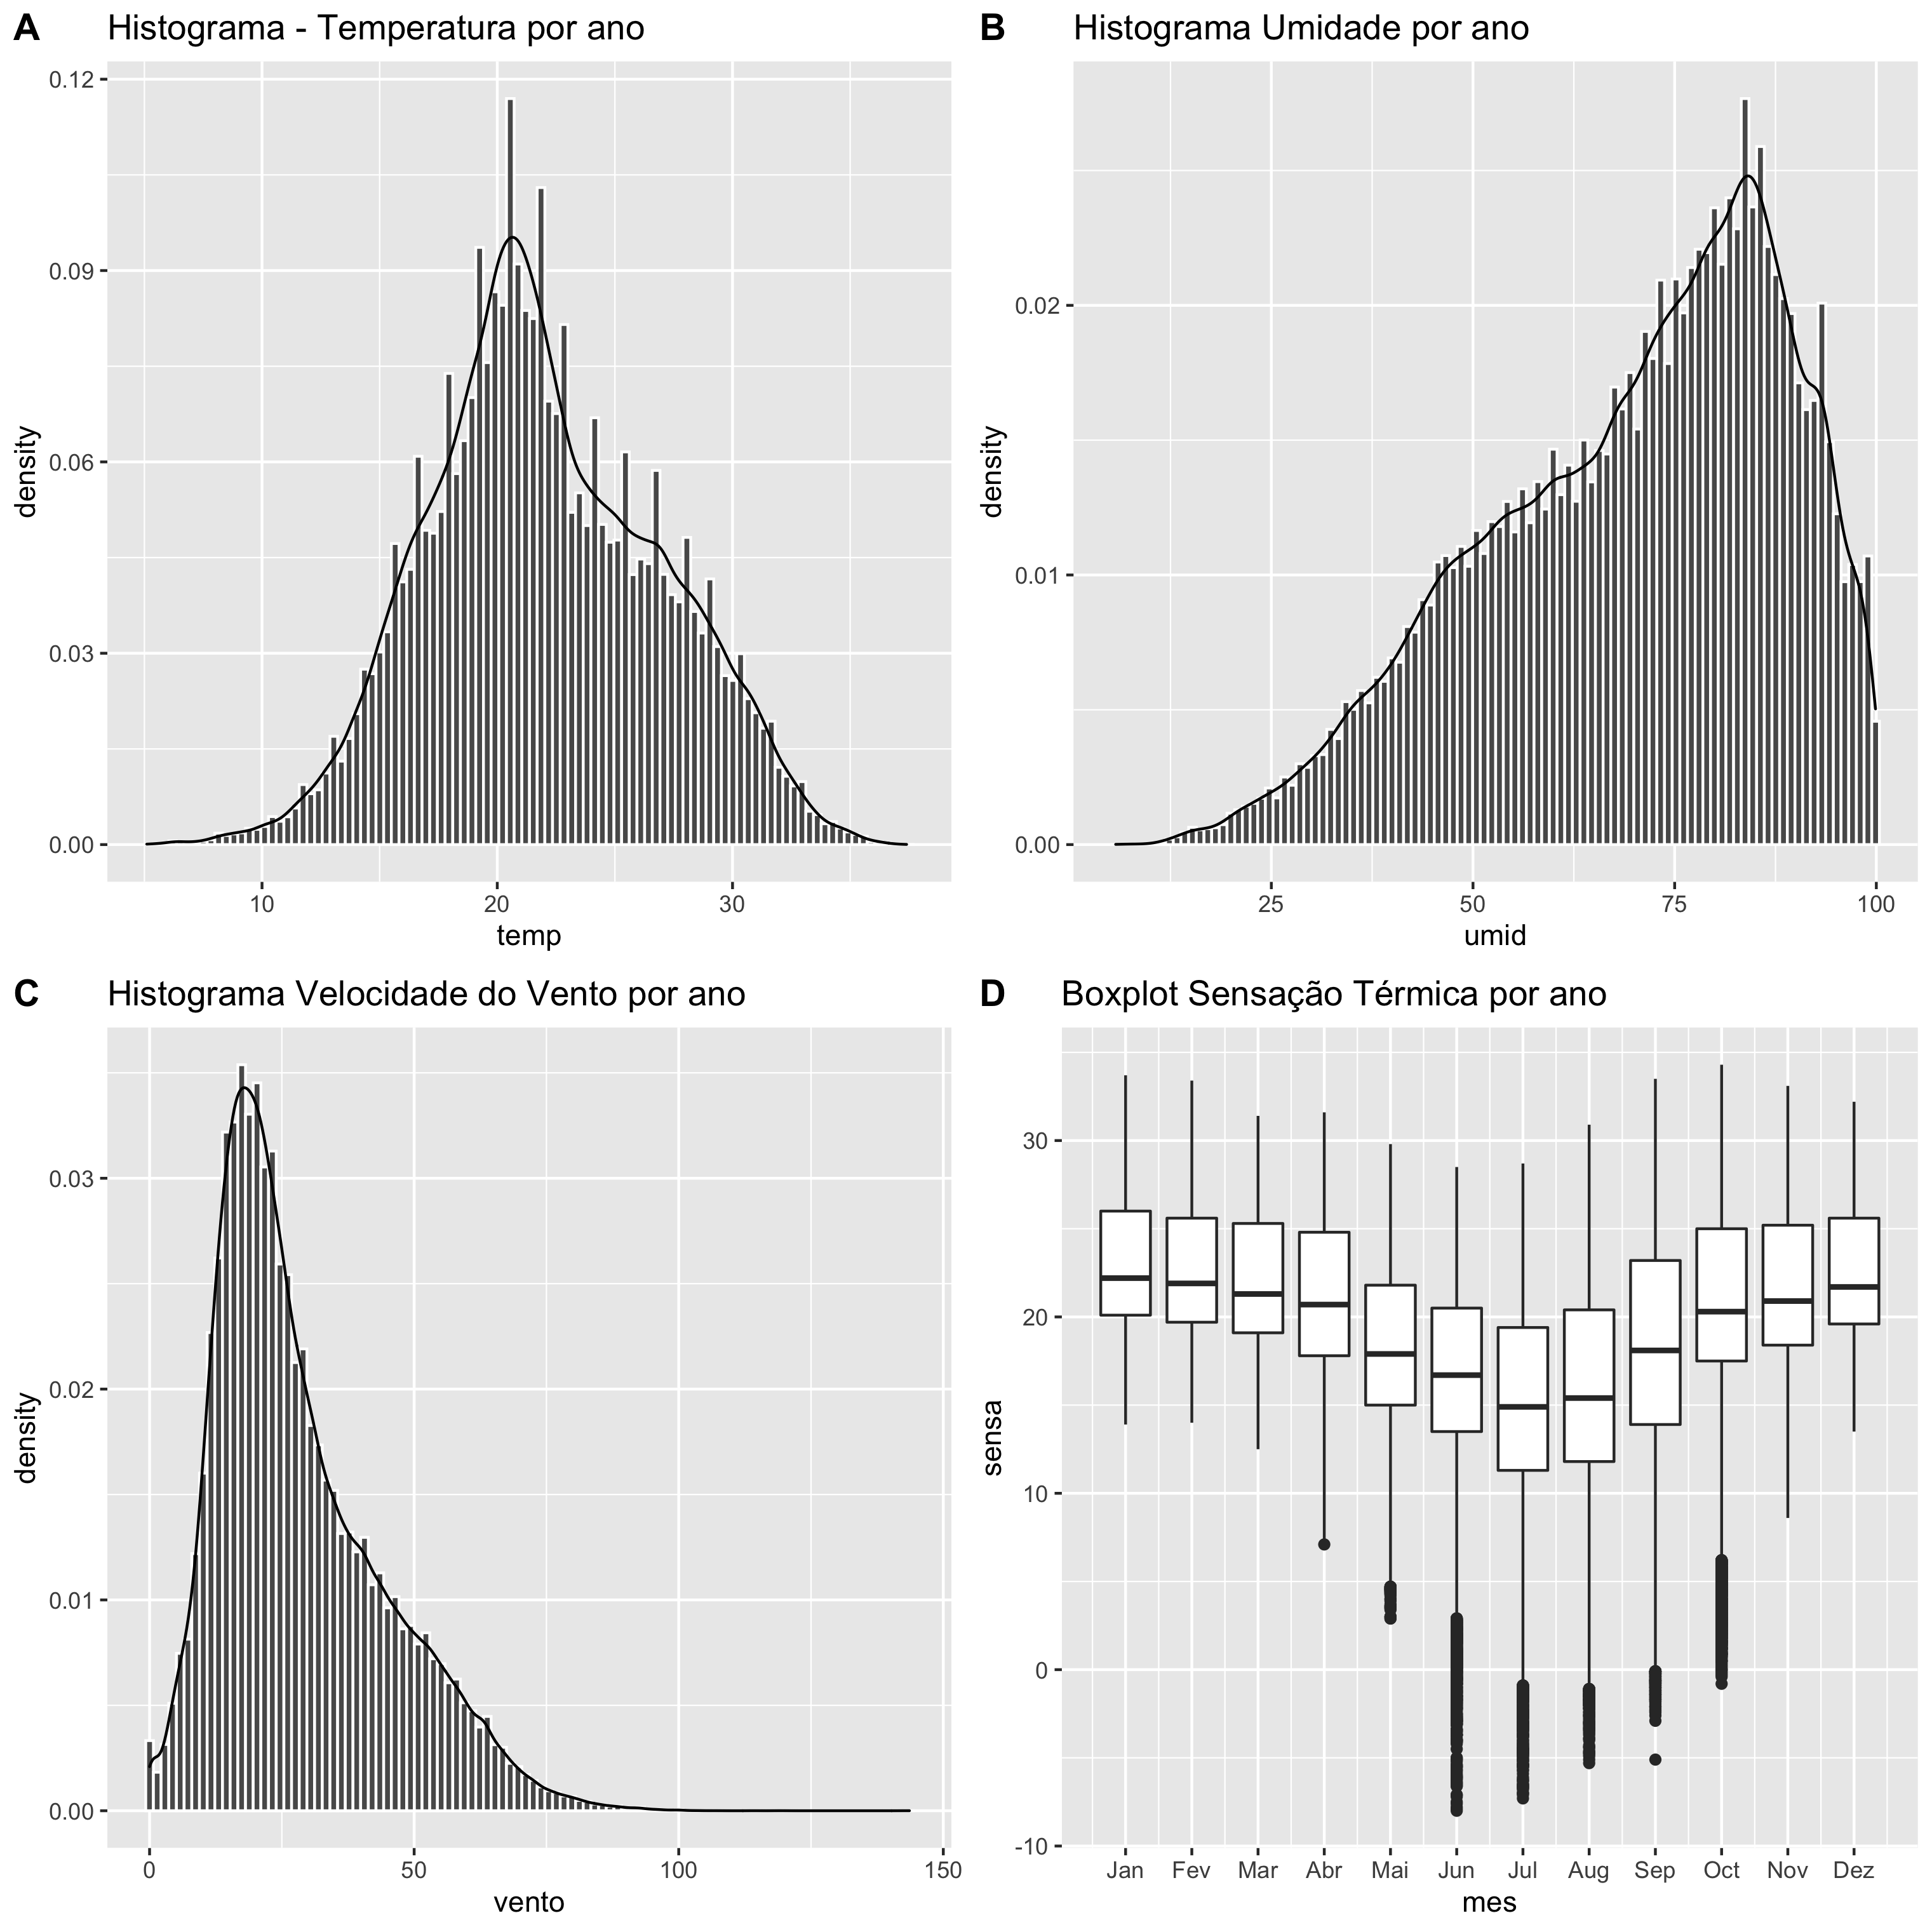 A Histograma - Temperatura por ano
0.12
0.09
0.06
0.03
0.00
density
10 20 30
temp
B Histograma Umidade por ano
0.02
0.01
0.00
density
25 50 75 100
umid
C Histograma Velocidade do Vento por ano
0.03
0.02
0.01
0.00
density
0 50 100 150
vento
D Boxplot Sensação Térmica por ano
30
20
10
0
-10
sensa
Jan Fev Mar Abr Mai Jun Jul Aug Sep Oct Nov Dez
mes